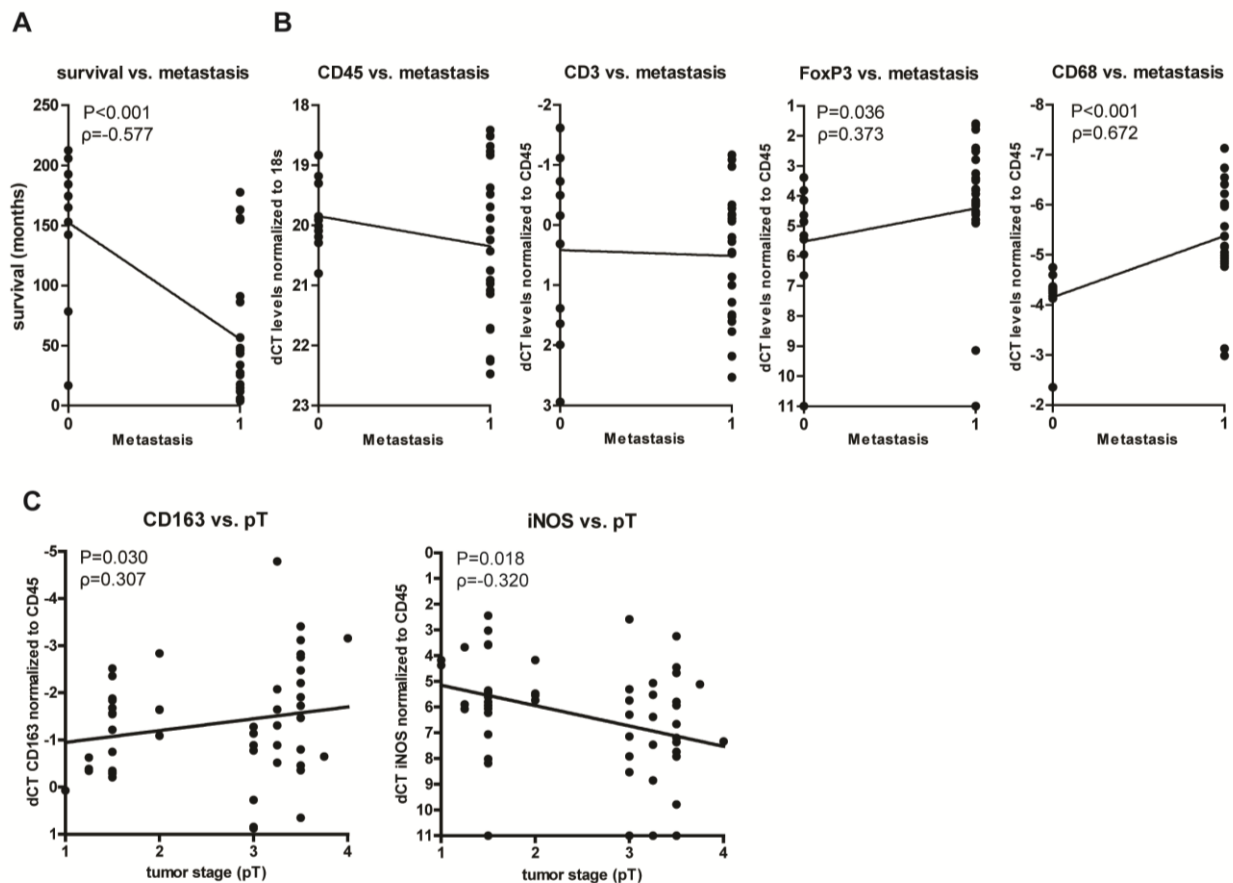 A
B
survival vs. metastasis
CD45 vs. metastasis
CD3 vs. metastasis
FoxP3 vs. metastasis
CD68 vs. metastasis
P<0.001
ρ=-0.577
survival (months)
250
200
150
100
50
0
0 1
Metastasis
dCT levels normalized to 18s
18
19
20
21
22
23
0 1
Metastasis
dCT levels normalized to CD45
-2
-1
0
1
2
3
0 1
Metastasis
P=0.036
ρ=0.373
dCT levels normalized to CD45
1
2
3
4
5
6
7
8
9
10
11
0 1
Metastasis
P<0.001
ρ=0.672
dCT levels normalized to CD45
-8
-7
-6
-5
-4
-3
-2
0 1
Metastasis
C
CD163 vs. pT
P=0.030
ρ=0.307
dCT CD163 normalized to CD45
-5
-4
-3
-2
-1
0
1
1 2 3 4
tumor stage (pT)
iNOS vs. pT
P=0.018
ρ=-0.320
dCT iNOS normalized to CD45
0
1
2
3
4
5
6
7
8
9
10
11
1 2 3 4
tumor stage (pT)